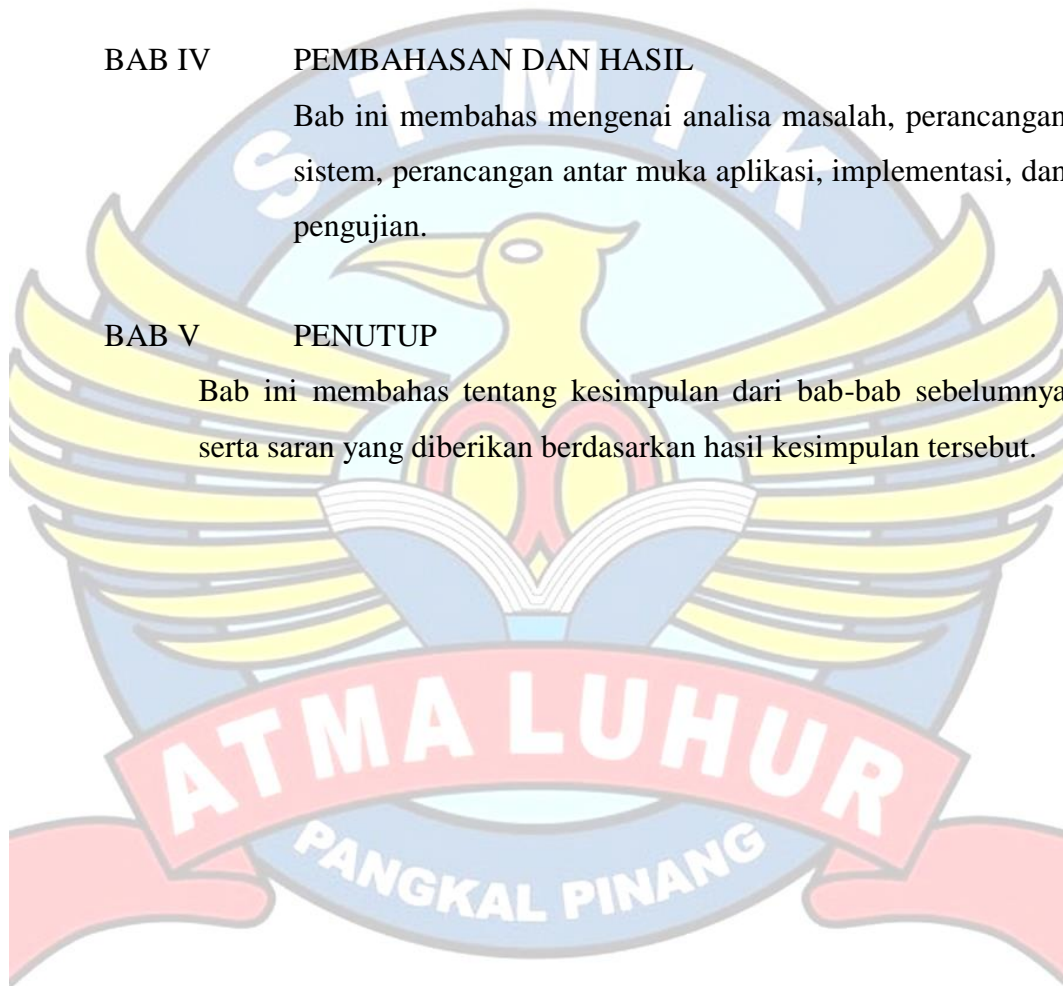 BAB IV PEMBAHASAN DAN HASIL
Bab ini membahas mengenai analisa masalah, perancangan
sistem, perancangan antar muka aplikasi, implementasi, dan
pengujian.
BAB V PENUTUP
Bab ini membahas tentang kesimpulan dari bab-bab sebelumnya
serta saran yang diberikan berdasarkan hasil kesimpulan tersebut.
STMIK
ATMA LUHUR
PANGKAL PINANG